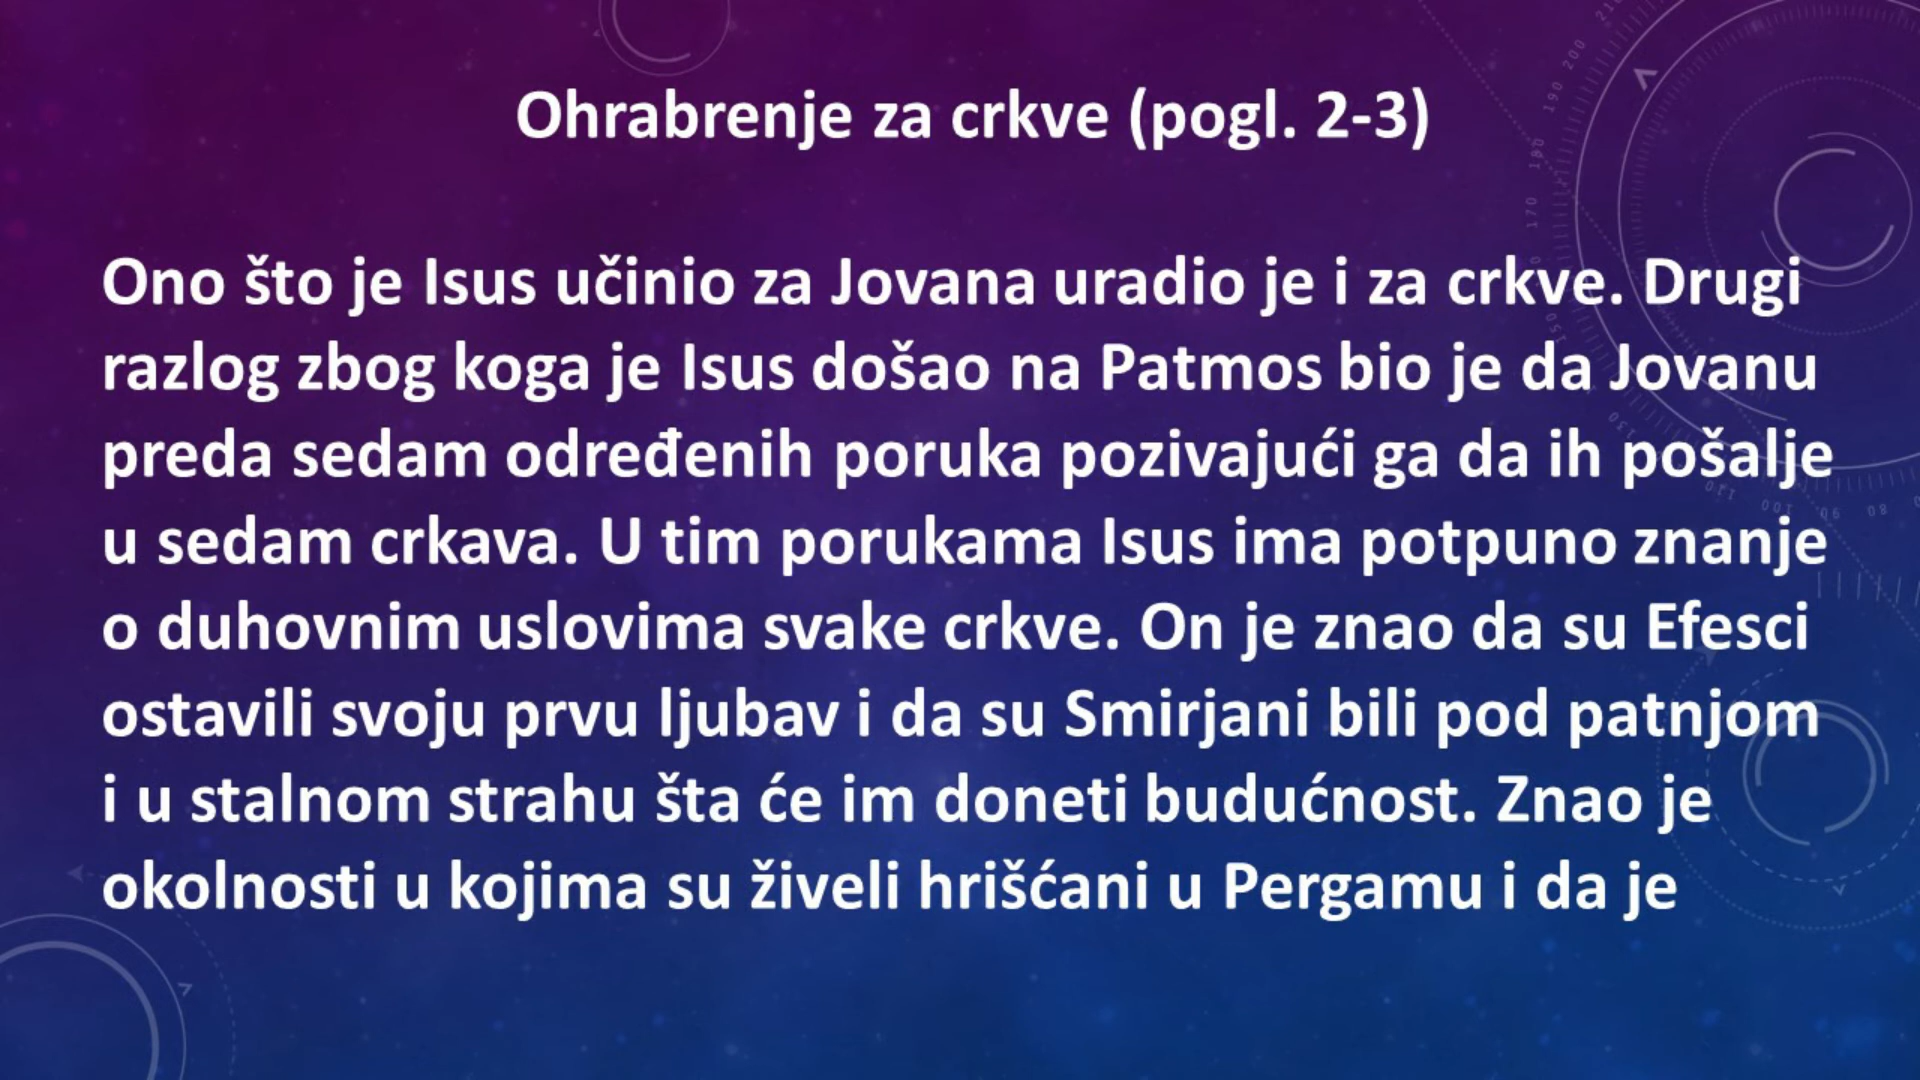 Ohrabrenje za crkve (pogl. 2-3)
Ono što je Isus učinio za Jovana uradio je i za crkve. Drugi
razlog zbog koga je Isus došao na Patmos bio je da Jovanu
preda sedam određenih poruka pozivajući ga da ih pošalje
u sedam crkava. U tim porukama Isus ima potpuno znanje
o duhovnim uslovima svake crkve. On je znao da su Efesci
ostavili svoju prvu ljubav i da su Smirjani bili pod patnjom
i u stalnom strahu šta će im doneti budućnost. Znao je
okolnosti u kojima su živeli hrišćani u Pergamu i da je